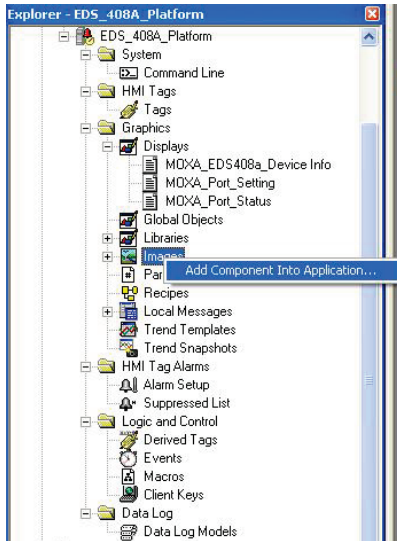 Explorer - EDS_408A_Platform
EDS_408A_Platform
System
Command Line
HMI Tags
Tags
Graphics
Displays
MOXA_EDS408a_Device Info
MOXA_Port_Setting
MOXA_Port_Status
Global Objects
Libraries
Images
Add Component Into Application...
Par
Recipes
Local Messages
Trend Templates
Trend Snapshots
HMI Tag Alarms
Alarm Setup
Suppressed List
Logic and Control
Derived Tags
Events
Macros
Client Keys
Data Log
Data Log Models